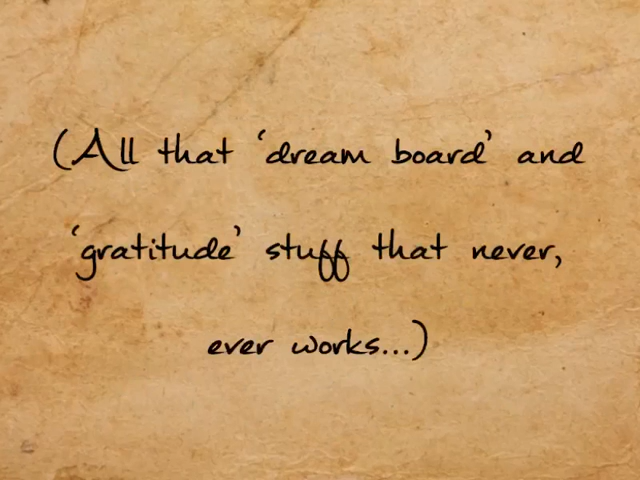 (All that ‘dream board’ and
‘gratitude’ stuff that never,
ever works...)